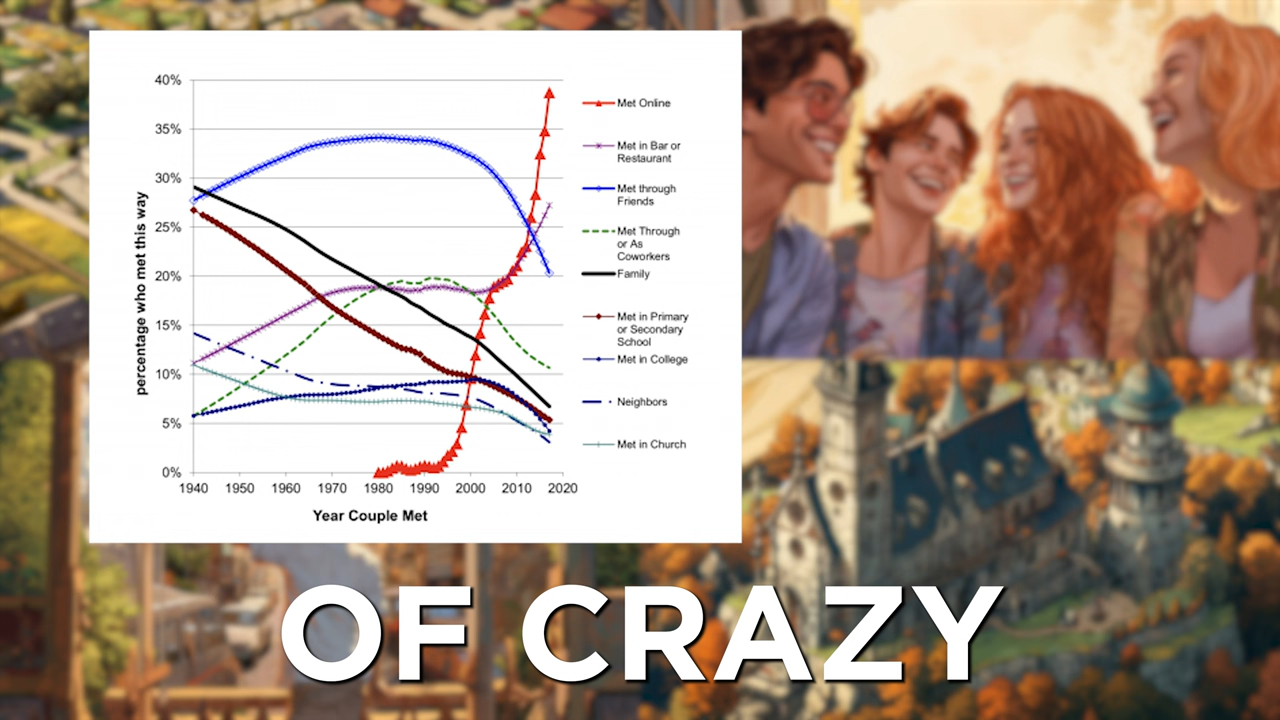 40%
35%
30%
25%
20%
15%
10%
5%
0%
percentage who met this way
1940 1950 1960 1970 1980 1990 2000 2010 2020
Year Couple Met
Met Online
Met in Bar or
Restaurant
Met through
Friends
Met Through
or As
Coworkers
Family
Met in Primary
or Secondary
School
Met in College
Neighbors
Met in Church
OF CRAZY